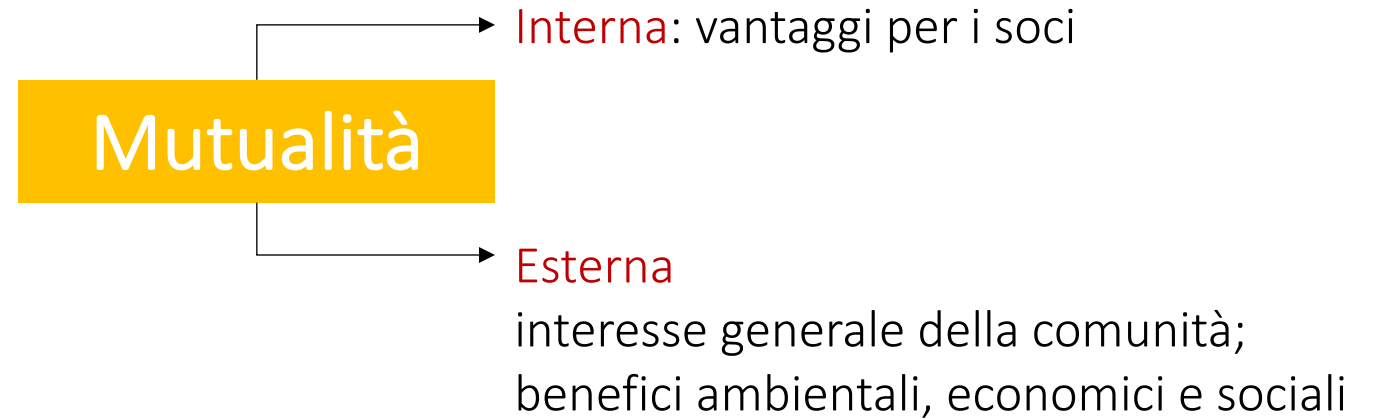 Interna: vantaggi per i soci
Mutualità
Esterna
interesse generale della comunità;
benefici ambientali, economici e sociali